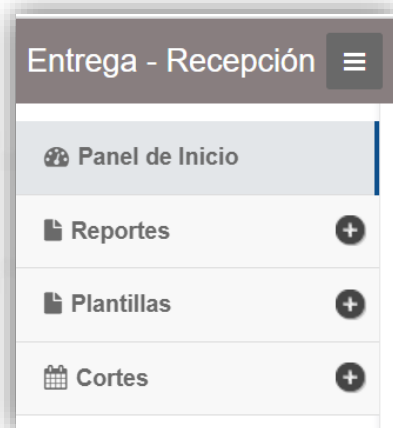 Entrega - Recepción
Panel de Inicio
Reportes
Plantillas
Cortes